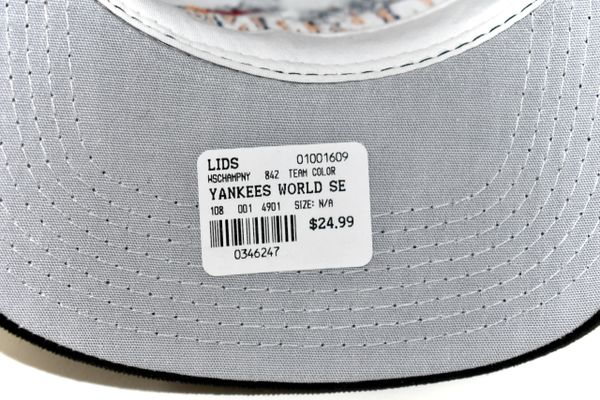 LIDS 01001609
WSCHAMPNY 842 TEAM COLOR
YANKEES WORLD SE
108 001 4901 SIZE: N/A
$24.99
0346247